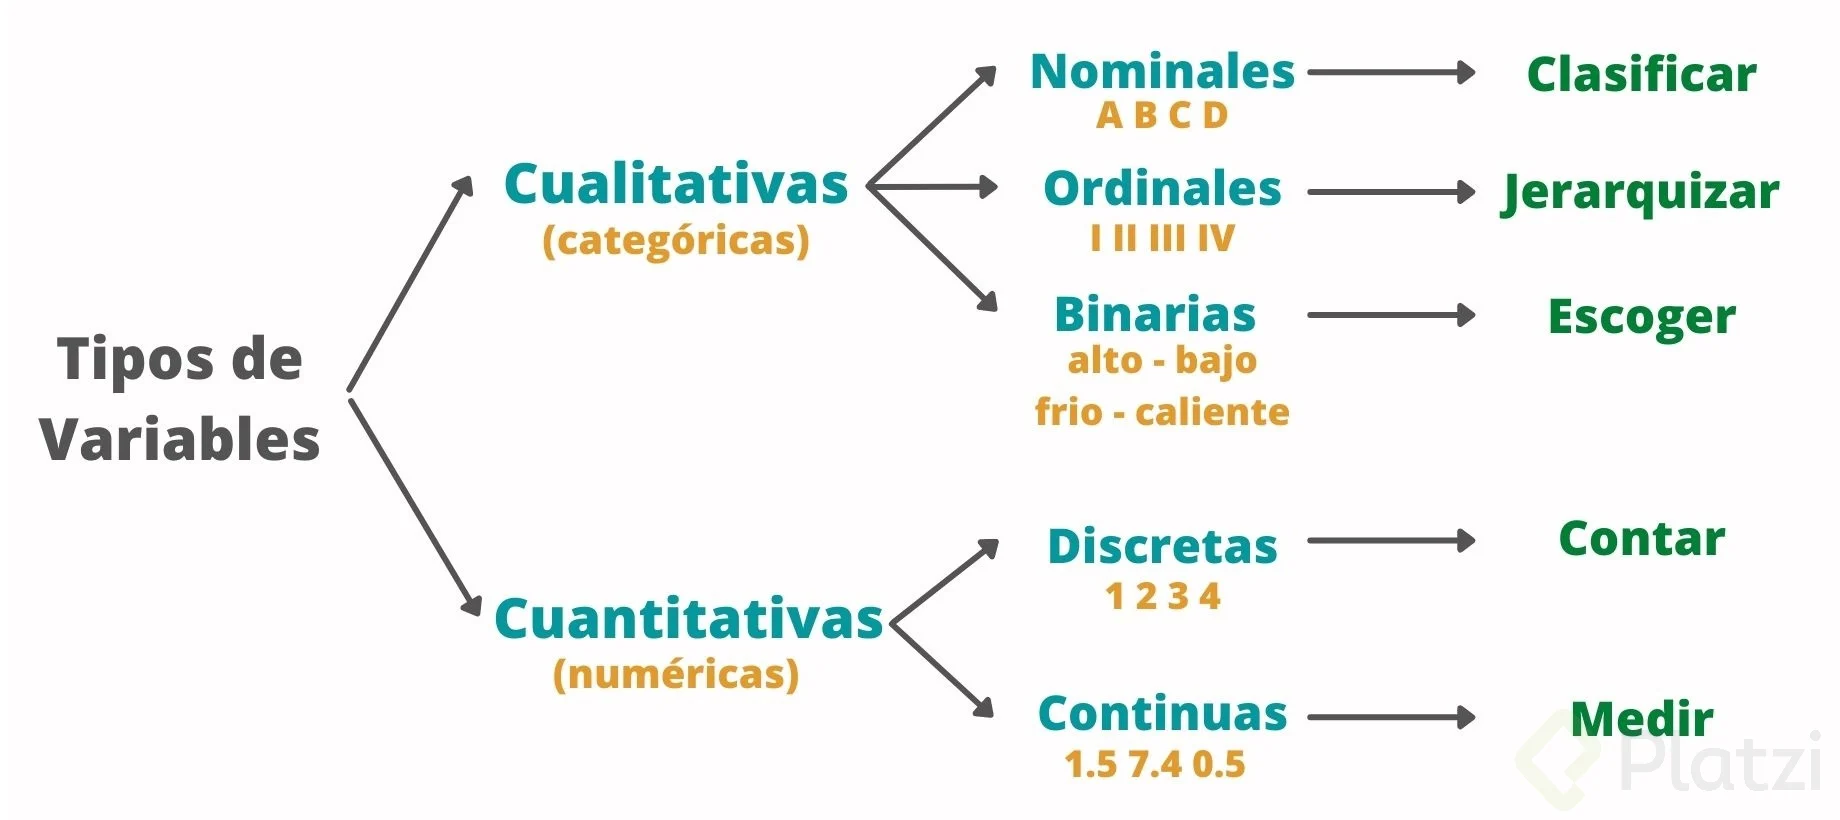 Tipos de
Variables
Cualitativas
(categóricas)
Nominales
A B C D
Clasificar
Ordinales
I II III IV
Jerarquizar
Binarias
alto - bajo
frio - caliente
Escoger
Cuantitativas
(numéricas)
Discretas
1 2 3 4
Contar
Continuas
1.5 7.4 0.5
Medir
Platzi